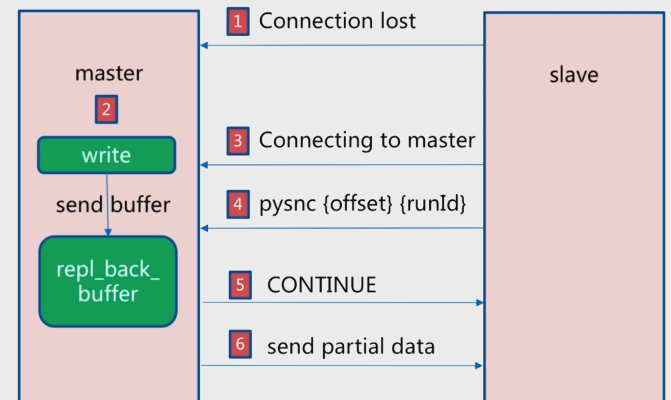 1 Connection lost
master
slave
2
write
3 Connecting to master
send buffer
4 pysnc {offset} {runId}
repl_back_
buffer
5 CONTINUE
6 send partial data